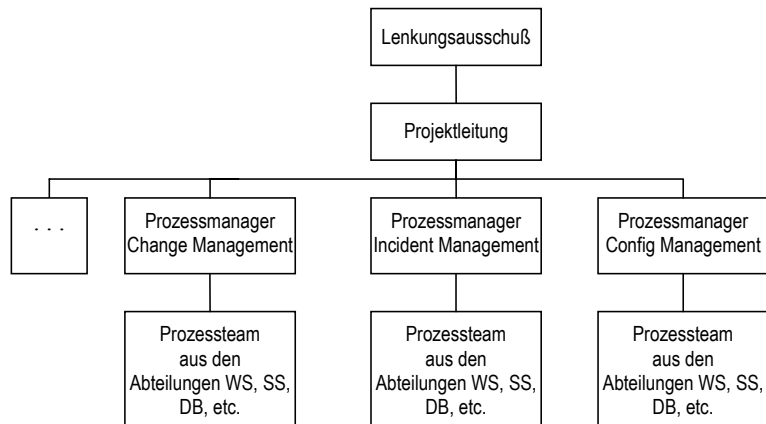 Lenkungsausschuß
Projektleitung
. . .
Prozessmanager
Change Management
Prozessmanager
Incident Management
Prozessmanager
Config Management
Prozessteam
aus den
Abteilungen WS, SS,
DB, etc.
Prozessteam
aus den
Abteilungen WS, SS,
DB, etc.
Prozessteam
aus den
Abteilungen WS, SS,
DB, etc.